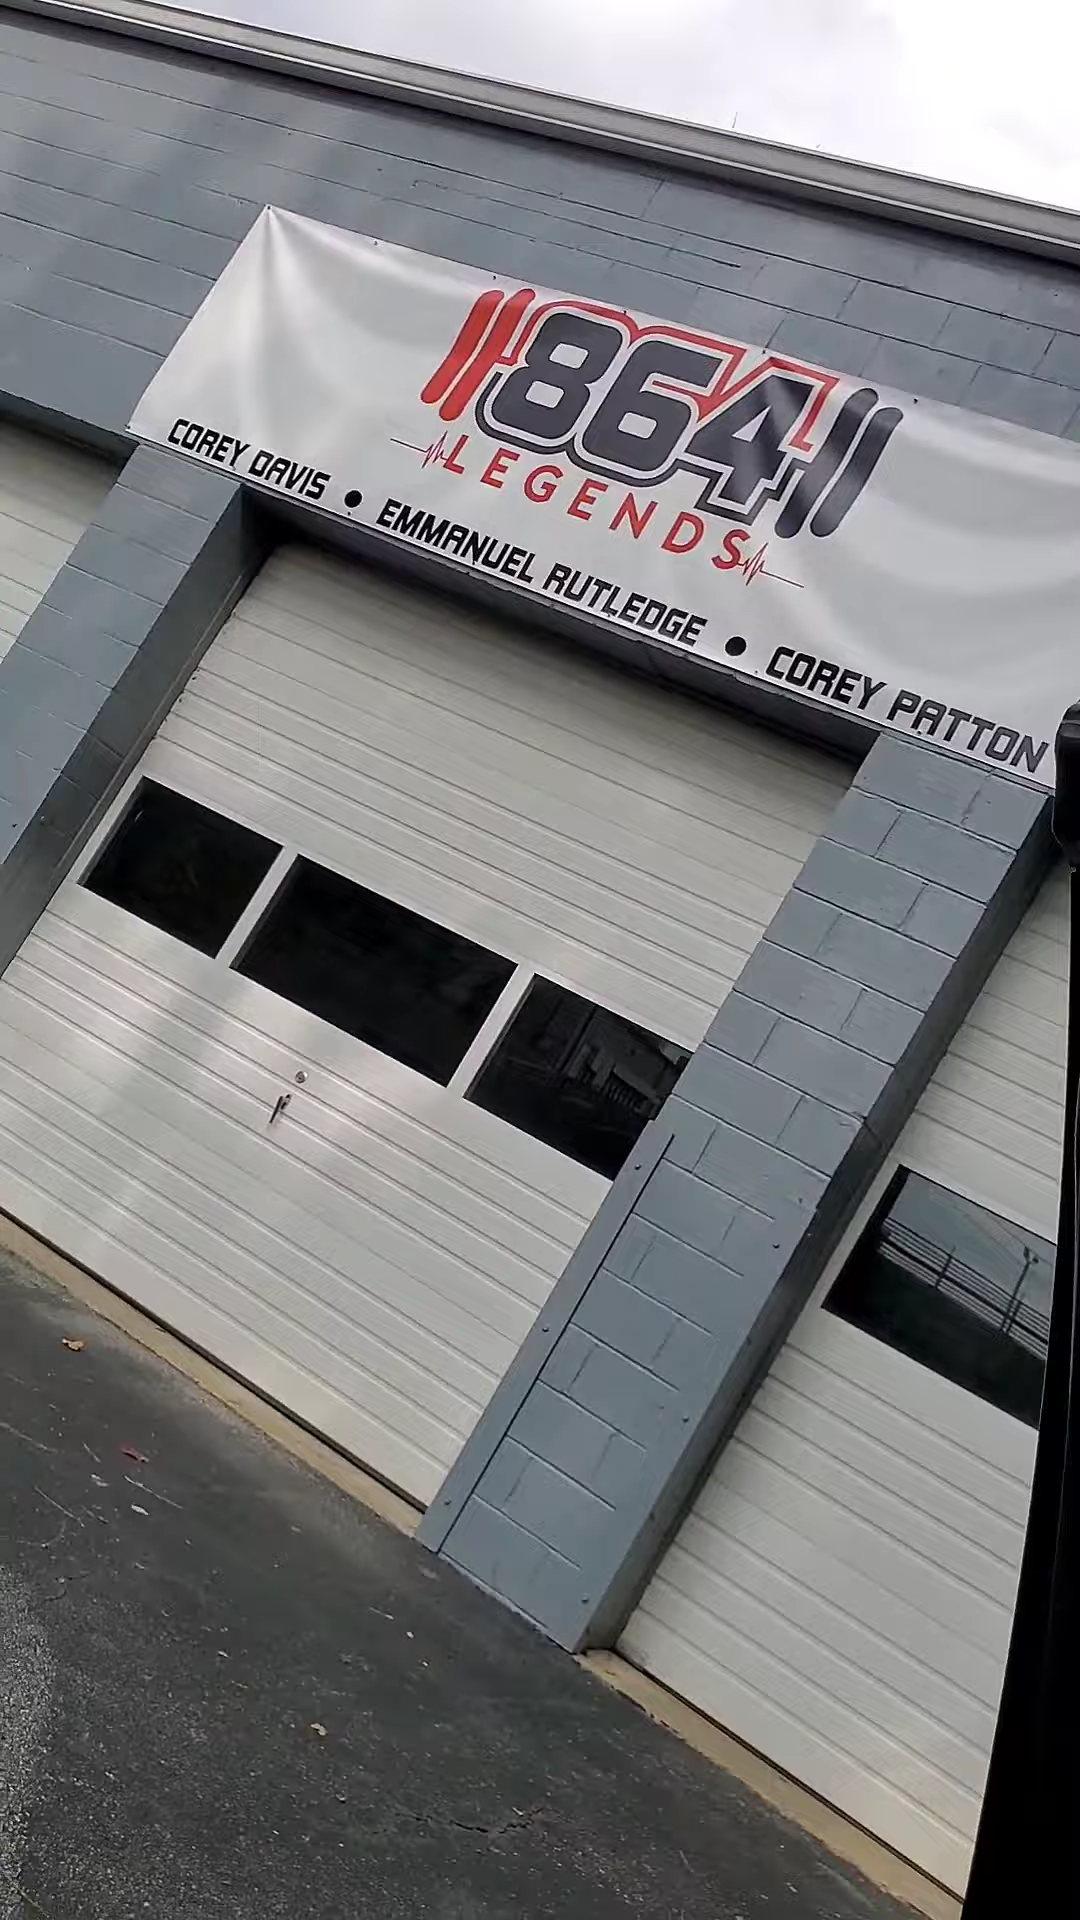 864
LEGENDS
COREY DAVIS • EMMANUEL RUTLEDGE • COREY PATTON